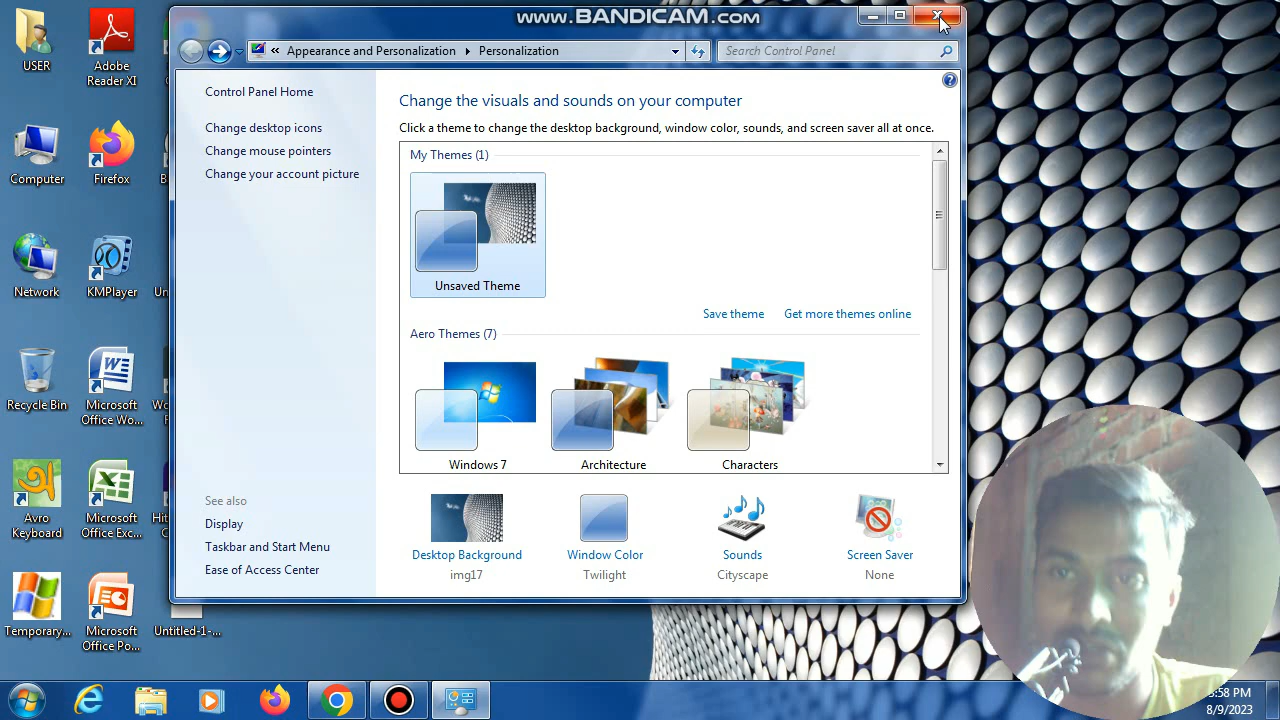 www.BANDICAM.com
Appearance and Personalization
Personalization
Search Control Panel
Control Panel Home
Change desktop icons
Change mouse pointers
Change your account picture
See also
Display
Taskbar and Start Menu
Ease of Access Center
Change the visuals and sounds on your computer
Click a theme to change the desktop background, window color, sounds, and screen saver all at once.
My Themes (1)
Unsaved Theme
Save theme
Get more themes online
Aero Themes (7)
Windows 7
Architecture
Characters
Desktop Background
img17
Window Color
Twilight
Sounds
Cityscape
Screen Saver
None
USER
Adobe
Reader XI
Computer
Firefox
Network
KMPlayer
Recycle Bin
Microsoft
Office Wo...
Avro
Keyboard
Microsoft
Office Exc...
Temporary...
Microsoft
Office Po...
Untitled-1-...
:58 PM
8/9/2023